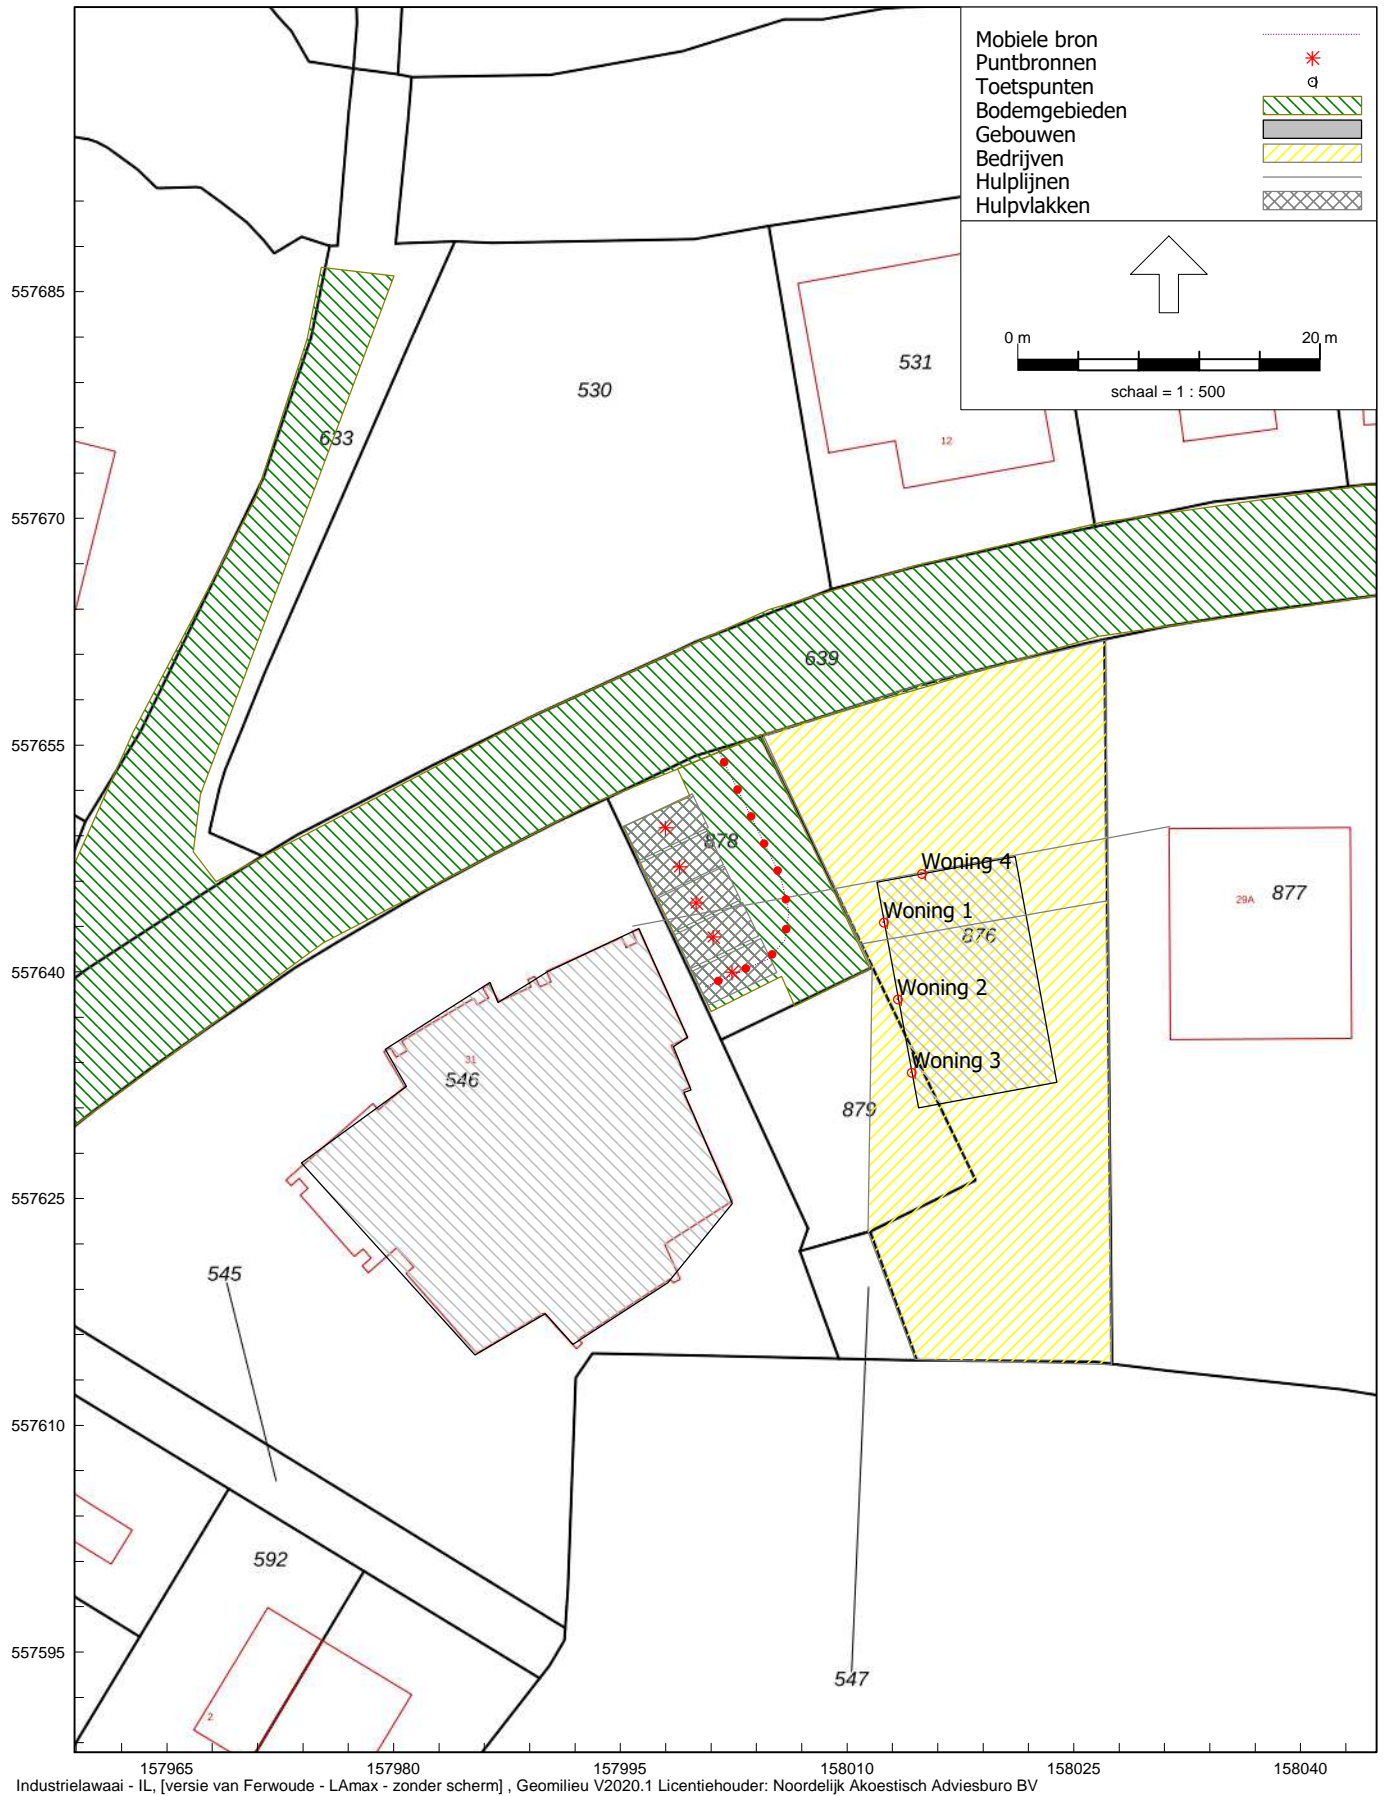 Mobiele bron
Puntbronnen
Toetspunten
Bodemgebieden
Gebouwen
Bedrijven
Hulplijnen
Hulpvlakken
0 m 20 m
schaal = 1 : 500
557685
557670
557655
557640
557625
557610
557595
531
530
12
633
639
878
Woning 4
29A 877
Woning 1
876
Woning 2
31
546
Woning 3
879
545
592
547
2
157965 157980 157995 158010 158025 158040
Industrielawaai - IL, [versie van Ferwoude - LAmax - zonder scherm] , Geomilieu V2020.1 Licentiehouder: Noordelijk Akoestisch Adviesburo BV